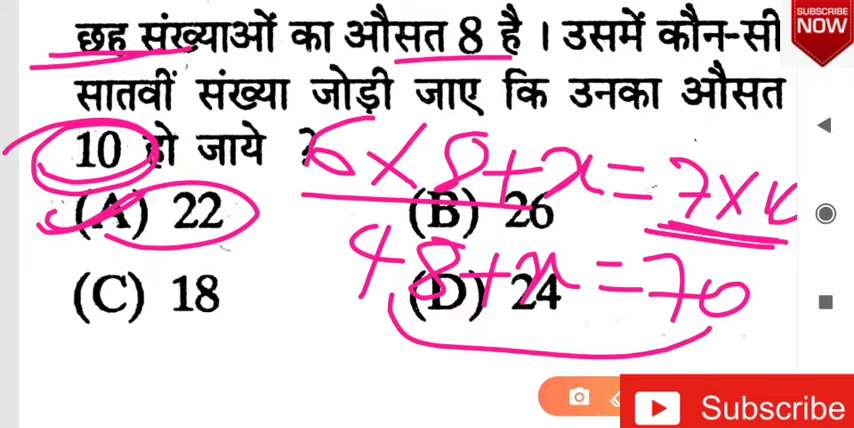 छह संख्याओं का औसत 8 है । उसमें कौन-सी
SUBSCRIBE
NOW
सातवीं संख्या जोड़ी जाए कि उनका औसत
10 हो जाये ?
6 × 8 + x = 7 × 10
(A) 22 (B) 26
48 + x = 70
(C) 18 (D) 24
Subscribe